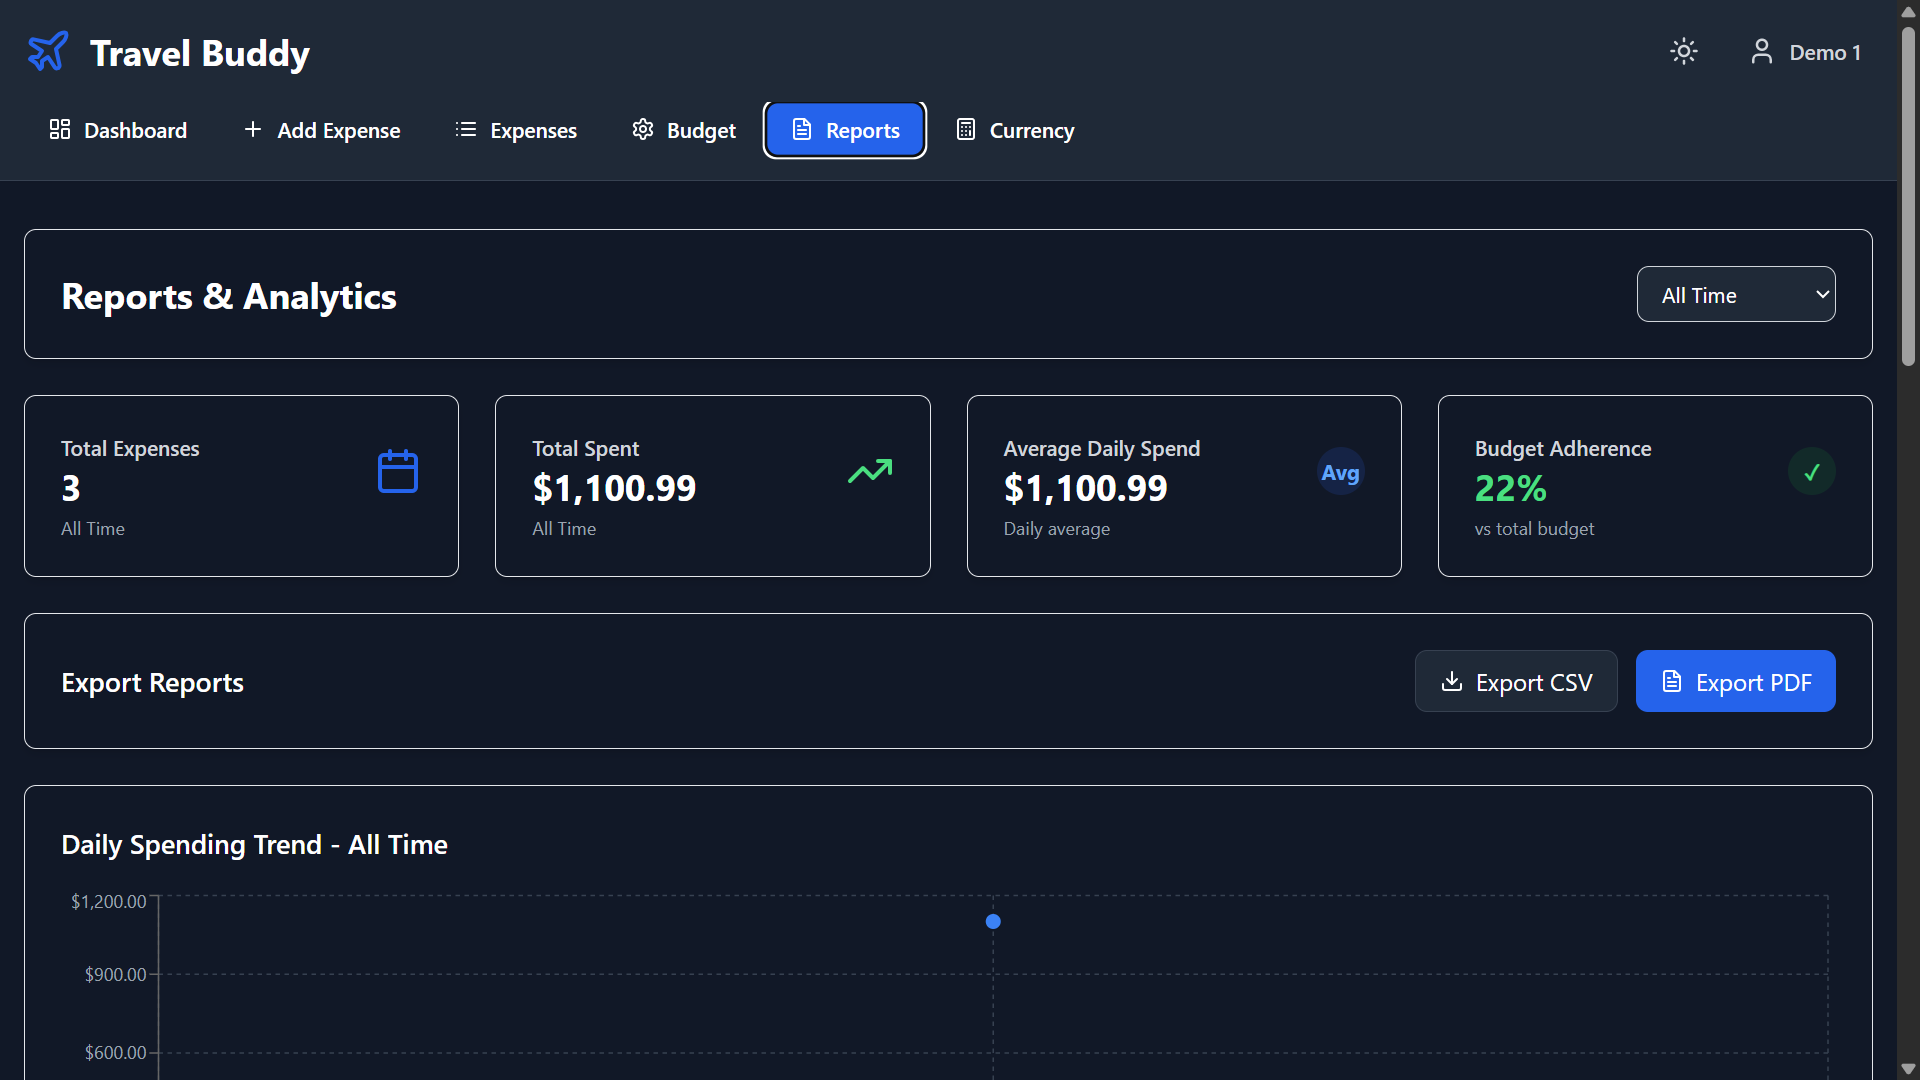 Travel Buddy
Demo 1
Dashboard
Add Expense
Expenses
Budget
Reports
Currency
Reports & Analytics
All Time
Total Expenses
3
All Time
Total Spent
$1,100.99
All Time
Average Daily Spend
$1,100.99
Daily average
Avg
Budget Adherence
22%
vs total budget
✓
Export Reports
Export CSV
Export PDF
Daily Spending Trend - All Time
$1,200.00
$900.00
$600.00